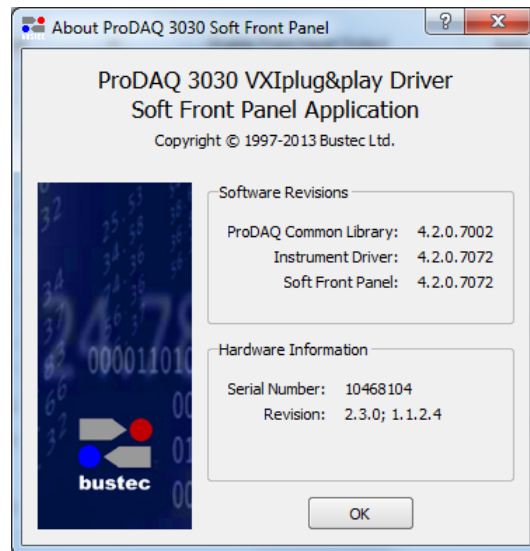 About ProDAQ 3030 Soft Front Panel
ProDAQ 3030 VXIplug&play Driver
Soft Front Panel Application
Copyright © 1997-2013 Bustec Ltd.
Software Revisions
ProDAQ Common Library: 4.2.0.7002
Instrument Driver: 4.2.0.7072
Soft Front Panel: 4.2.0.7072
Hardware Information
Serial Number: 10468104
Revision: 2.3.0; 1.1.2.4
000011010
bustec
OK